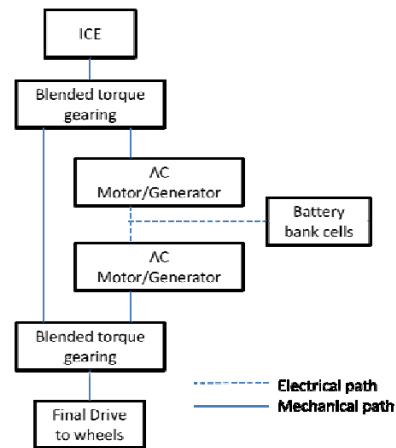 ICE
Blended torque
gearing
AC
Motor/Generator
Battery
bank cells
AC
Motor/Generator
Blended torque
gearing
Electrical path
Mechanical path
Final Drive
to wheels